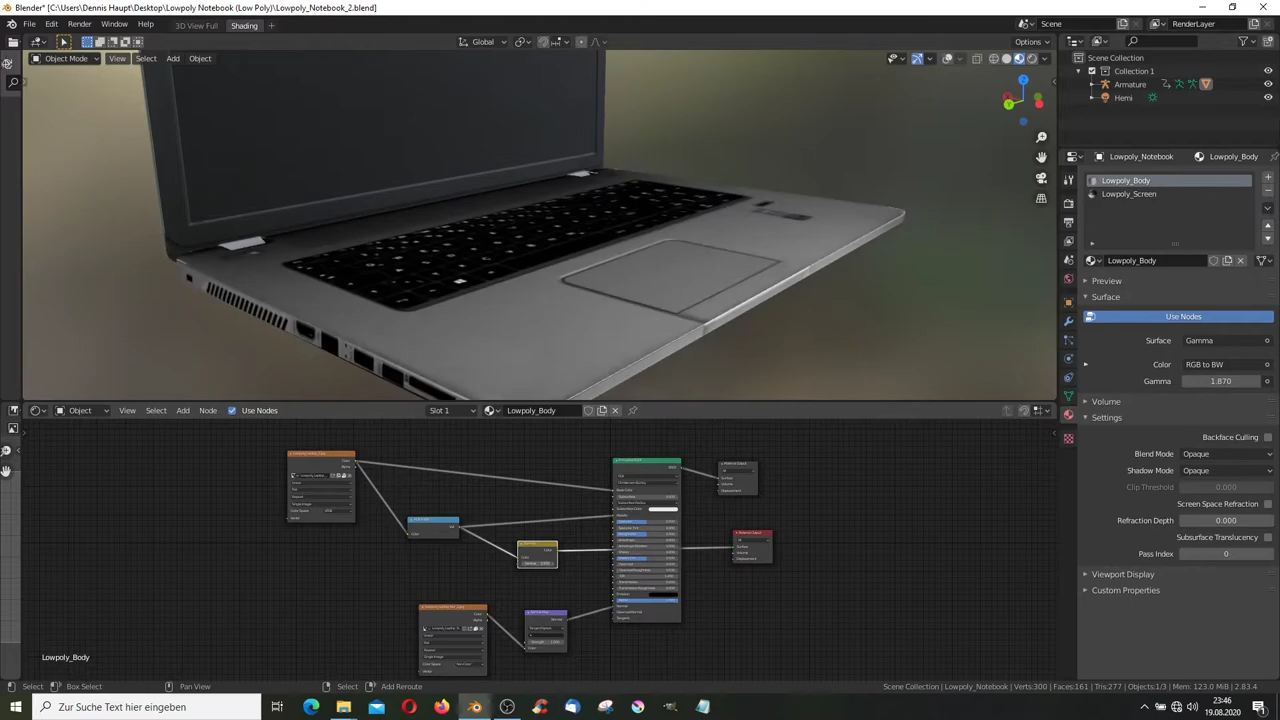 Blender* [C:\Users\Dennis Haupt\Desktop\Lowpoly Notebook (Low Poly)\Lowpoly_Notebook_2.blend]
File Edit Render Window Help 3D View Full Shading + Scene RenderLayer
Global Options
Object Mode View Select Add Object
Scene Collection
Collection 1
Armature
Hemi
Lowpoly_Notebook Lowpoly_Body
Lowpoly_Body
Lowpoly_Screen
Lowpoly_Body
Preview
Surface
Use Nodes
Surface Gamma
Color RGB to BW
Gamma 1.870
Volume
Settings
Backface Culling
Blend Mode Opaque
Shadow Mode Opaque
Clip Threshold 0.000
Screen Space Refraction
Refraction Depth 0.000
Subsurface Translucency
Pass Index 0
Viewport Display
Custom Properties
Object View Select Add Node Use Nodes Slot 1 Lowpoly_Body
Lowpoly_Body
Select Box Select Pan View Select Add Reroute
Scene Collection | Lowpoly_Notebook | Verts:300 | Faces:161 | Tris:277 | Objects:1/3 | Mem: 123.0 MiB | 2.83.4
Zur Suche Text hier eingeben
23:46
19.08.2020